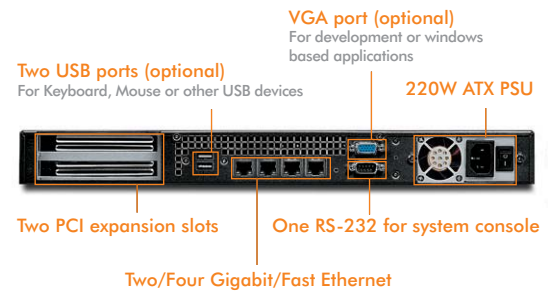 VGA port (optional)
For development or windows
based applications
Two USB ports (optional)
For Keyboard, Mouse or other USB devices
220W ATX PSU
Two PCI expansion slots
One RS-232 for system console
Two/Four Gigabit/Fast Ethernet